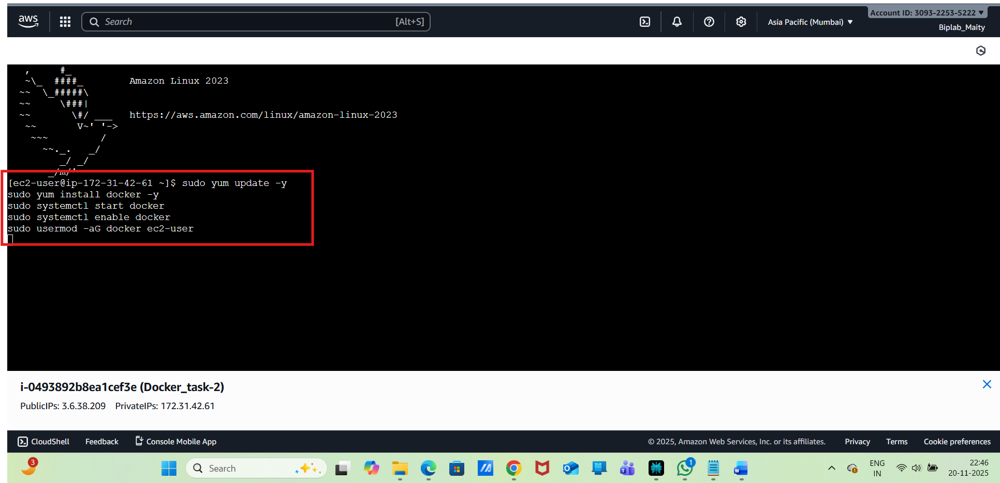 aws
Search
[Alt+S]
Asia Pacific (Mumbai) ▼
Account ID: 3093-2253-5222 ▼
Biplab_Maity
   ,     #_
   ~\_  ####_        Amazon Linux 2023
  ~~  \_#####\
  ~~     \###|
  ~~       \#/ ___   https://aws.amazon.com/linux/amazon-linux-2023
   ~~       V~' '->
    ~~~         /
      ~~._.   _/
         _/ _/
       _/m/'
[ec2-user@ip-172-31-42-61 ~]$ sudo yum update -y
sudo yum install docker -y
sudo systemctl start docker
sudo systemctl enable docker
sudo usermod -aG docker ec2-user
i-0493892b8ea1cef3e (Docker_task-2)
PublicIPs: 3.6.38.209 PrivateIPs: 172.31.42.61
CloudShell Feedback Console Mobile App
© 2025, Amazon Web Services, Inc. or its affiliates. Privacy Terms Cookie preferences
3
Search
1
ENG
IN
22:46
20-11-2025